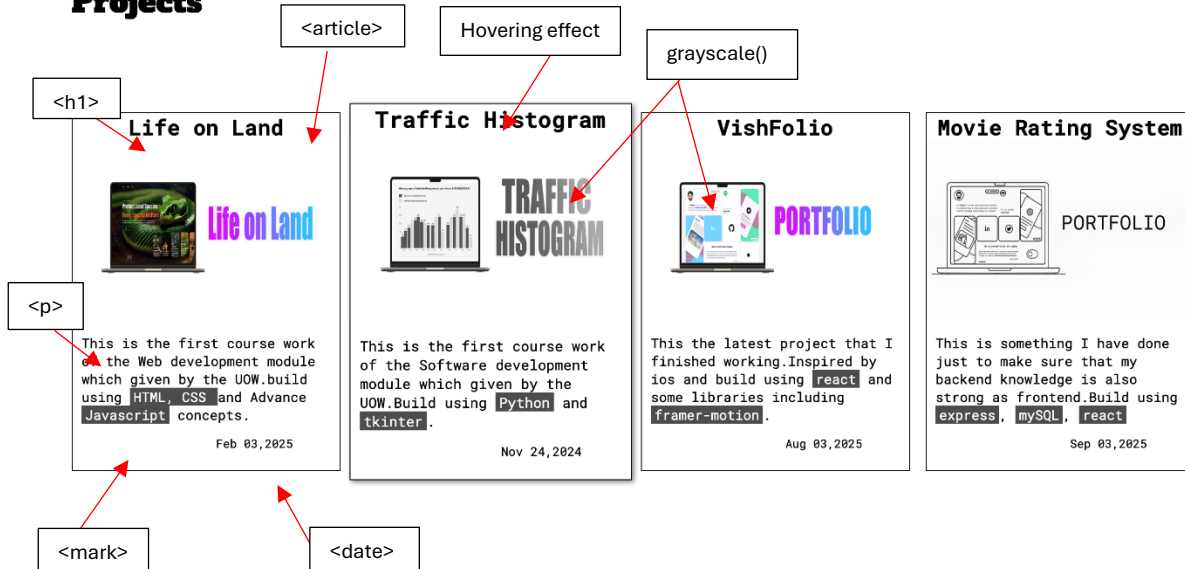 Projects
<article>
Hovering effect
grayscale()
<h1>
Life on Land
Life on Land
<p>
This is the first course work
of the Web development module
which given by the UOW.build
using HTML, CSS and Advance
Javascript concepts.
Feb 03,2025
Traffic Histogram
TRAFFIC
HISTOGRAM
This is the first course work
of the Software development
module which given by the
UOW.Build using Python and
tkinter.
Nov 24,2024
VishFolio
PORTFOLIO
This the latest project that I
finished working.Inspired by
ios and build using react and
some libraries including
framer-motion.
Aug 03,2025
Movie Rating System
in
PORTFOLIO
This is something I have done
just to make sure that my
backend knowledge is also
strong as frontend.Build using
express, mySQL, react
Sep 03,2025
<mark>
<date>